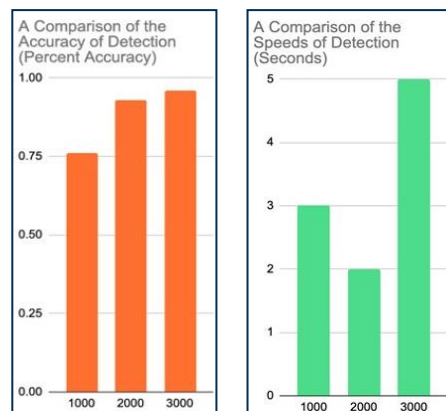 A Comparison of the
Accuracy of Detection
(Percent Accuracy)
1.00
0.75
0.50
0.25
0.00
1000 2000 3000
A Comparison of the
Speeds of Detection
(Seconds)
5
4
3
2
1
0
1000 2000 3000